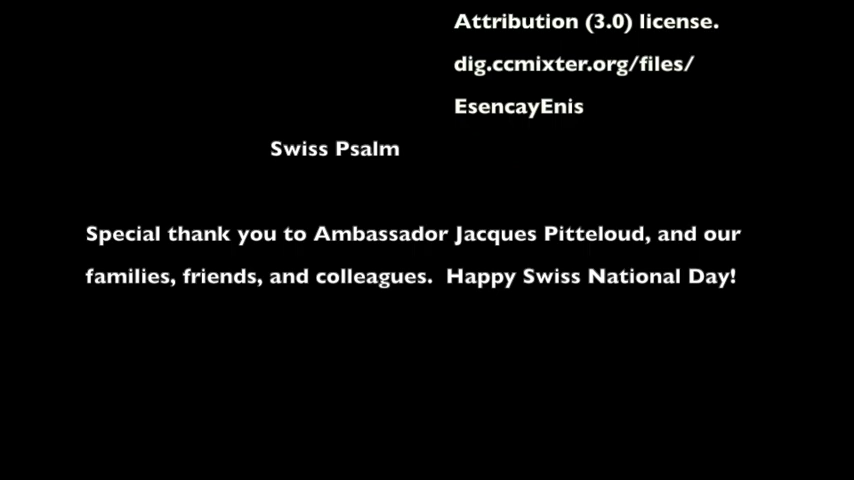 Attribution (3.0) license.
dig.ccmixter.org/files/
EsencayEnis
Swiss Psalm
Special thank you to Ambassador Jacques Pitteloud, and our
families, friends, and colleagues.  Happy Swiss National Day!